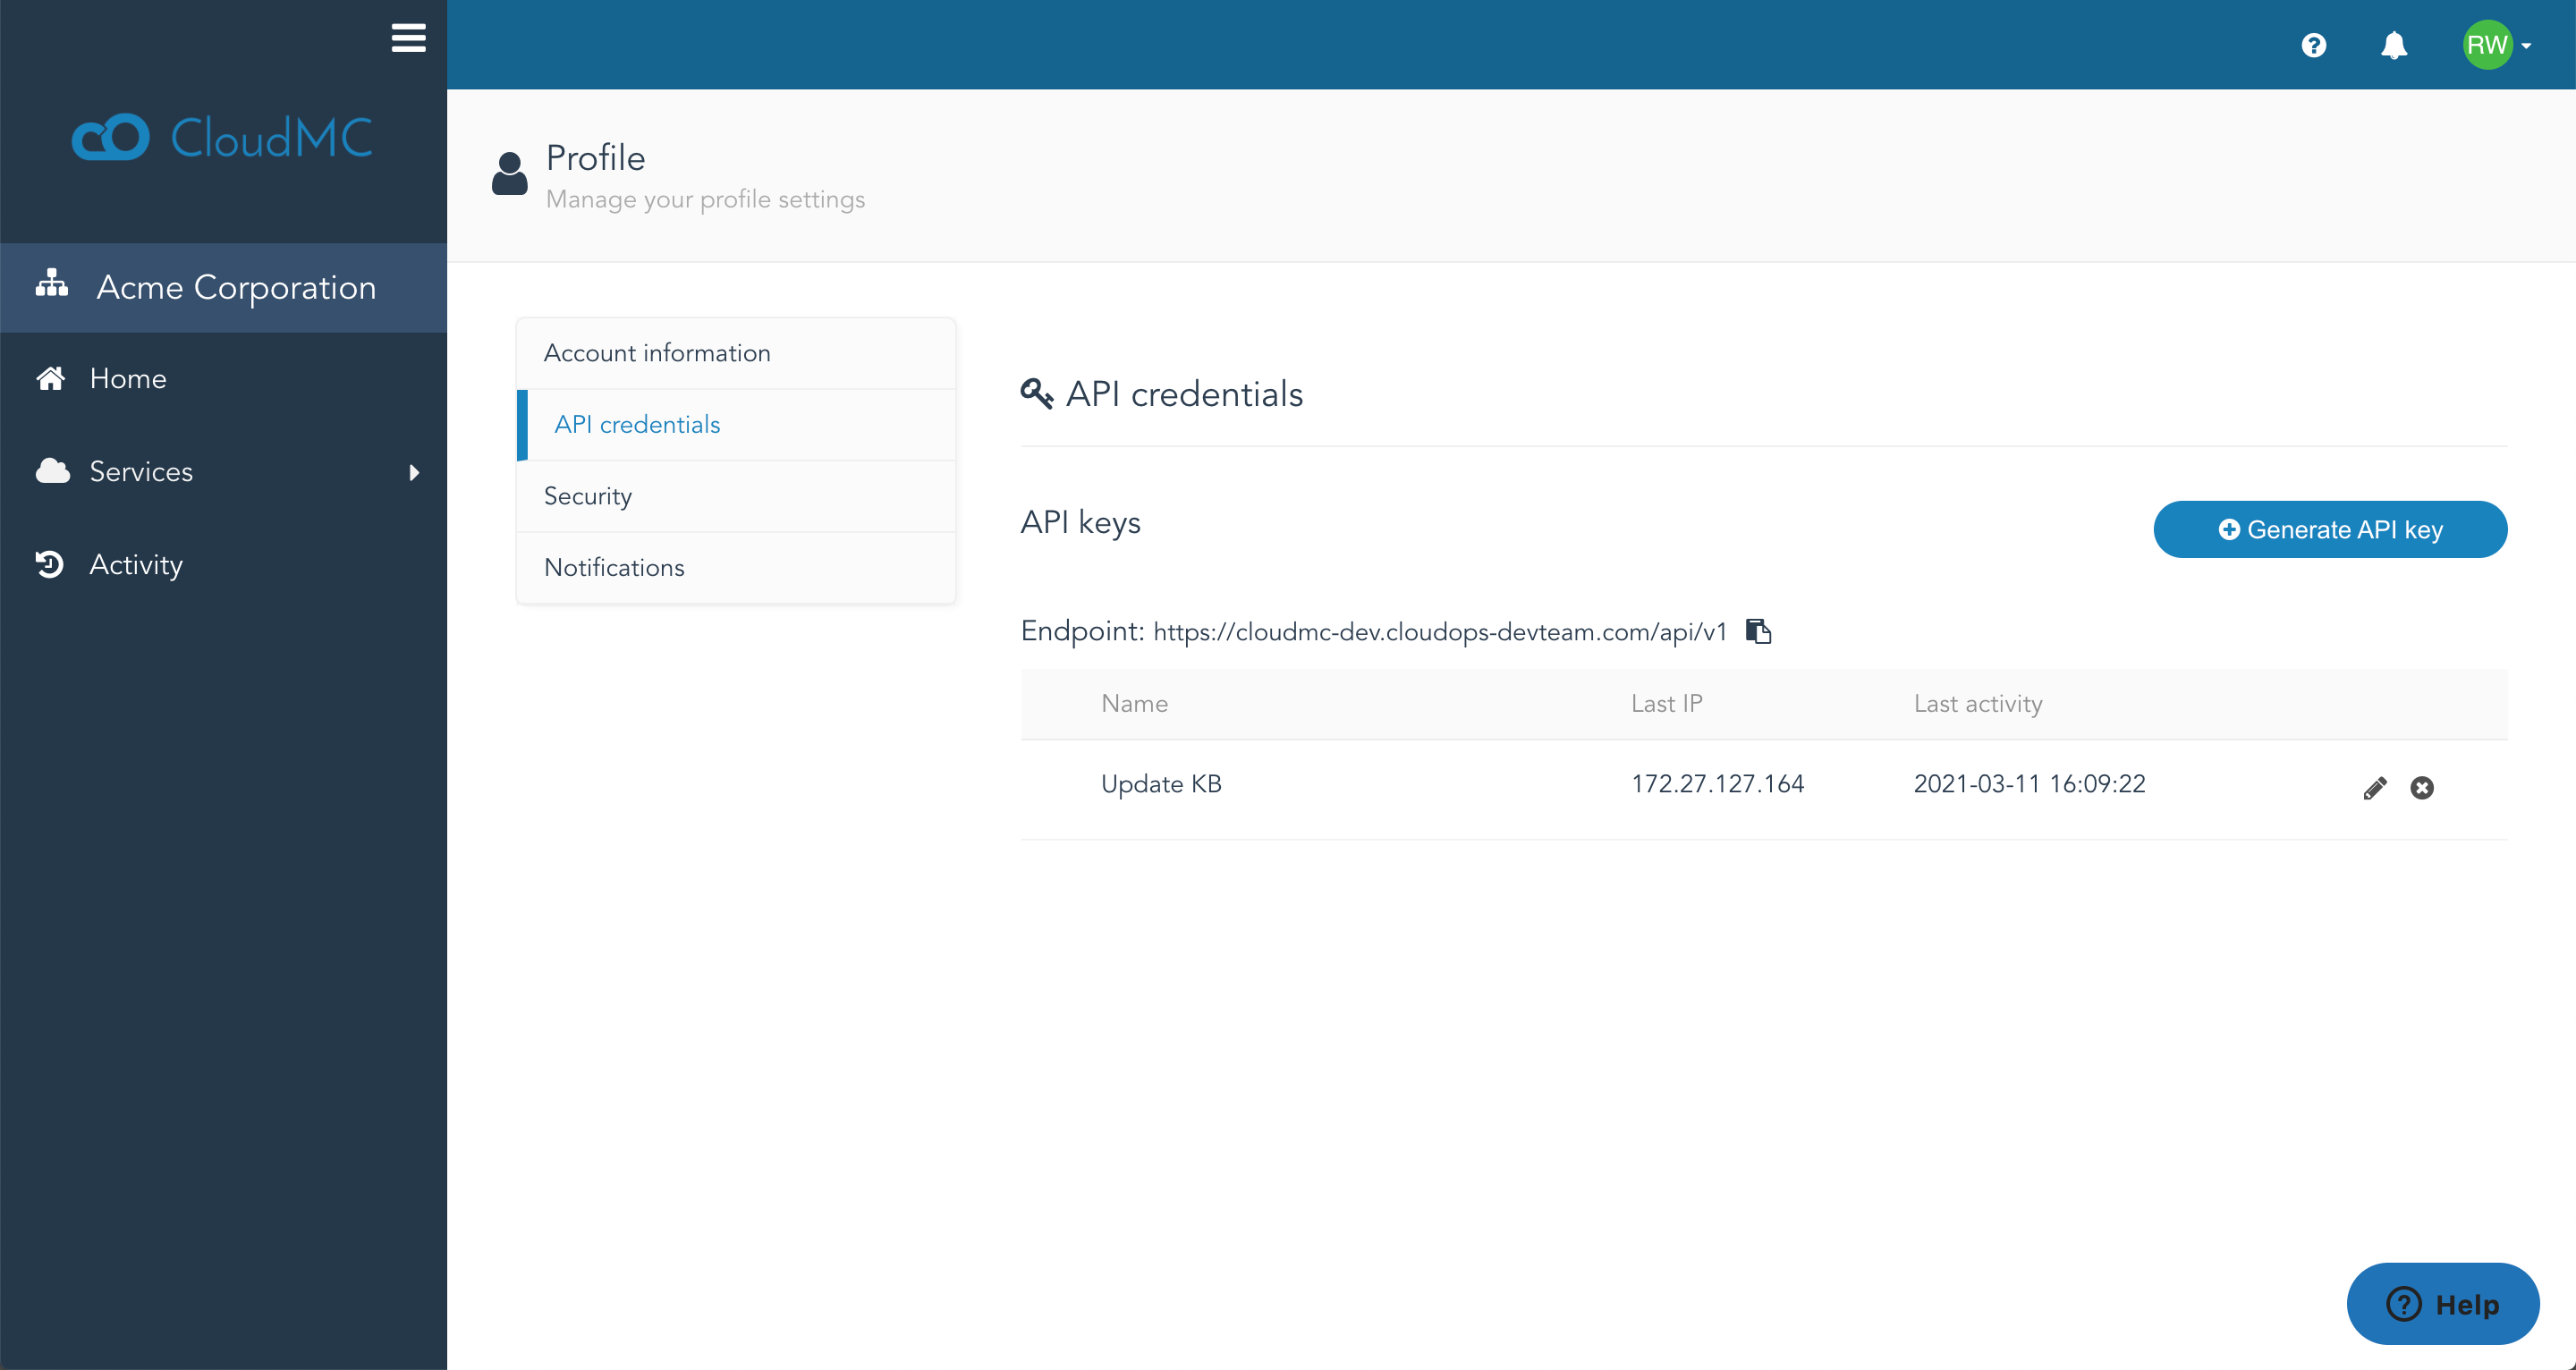 RW
CloudMC
Profile
Manage your profile settings
Acme Corporation
Home
Services
Activity
Account information
API credentials
Security
Notifications
API credentials
API keys
Generate API key
Endpoint: https://cloudmc-dev.cloudops-devteam.com/api/v1
Name Last IP Last activity
Update KB 172.27.127.164 2021-03-11 16:09:22
Help